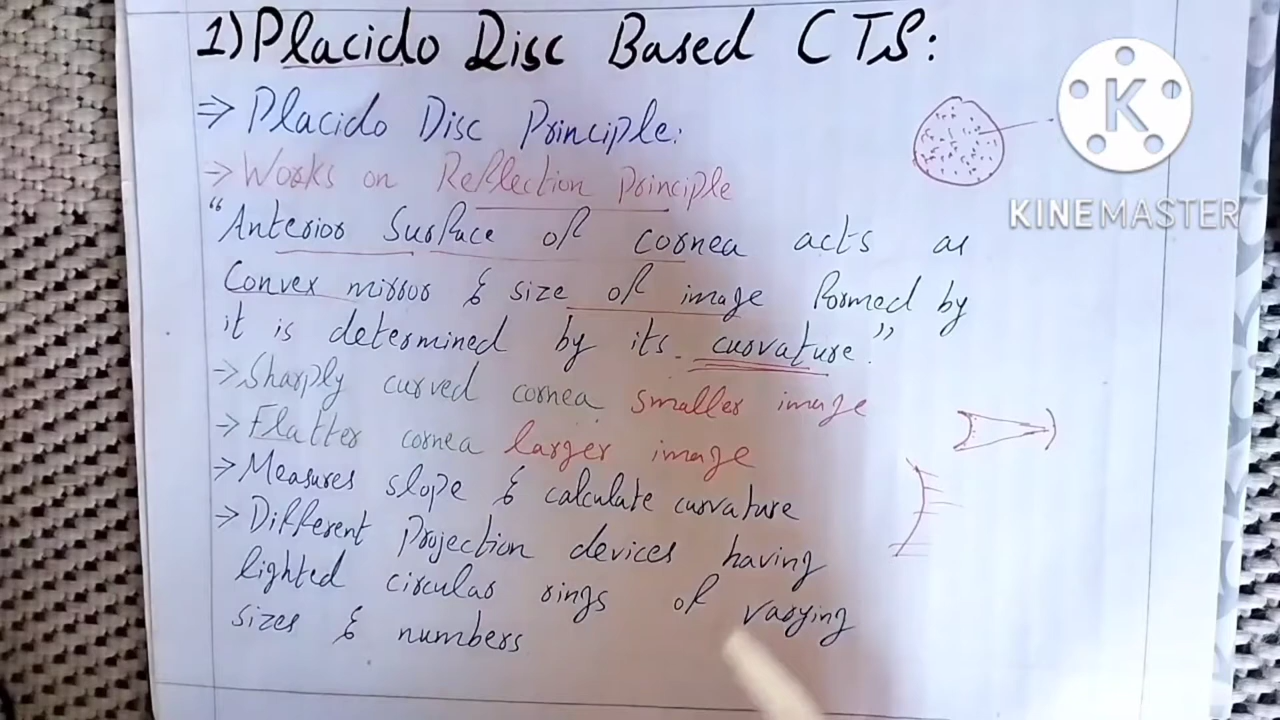 1) Placido Disc Based CTS:
⇒ Placido Disc Principle:
⇒ Works on Reflection Principle
"Anterior Surface of cornea acts as
Convex mirror & size of image formed by
it is determined by its curvature."
⇒ Sharply curved cornea smaller image
⇒ Flatter cornea larger image
⇒ Measures slope & calculate curvature
⇒ Different Projection devices having
lighted circular rings of varying
sizes & numbers
K
KINEMASTER